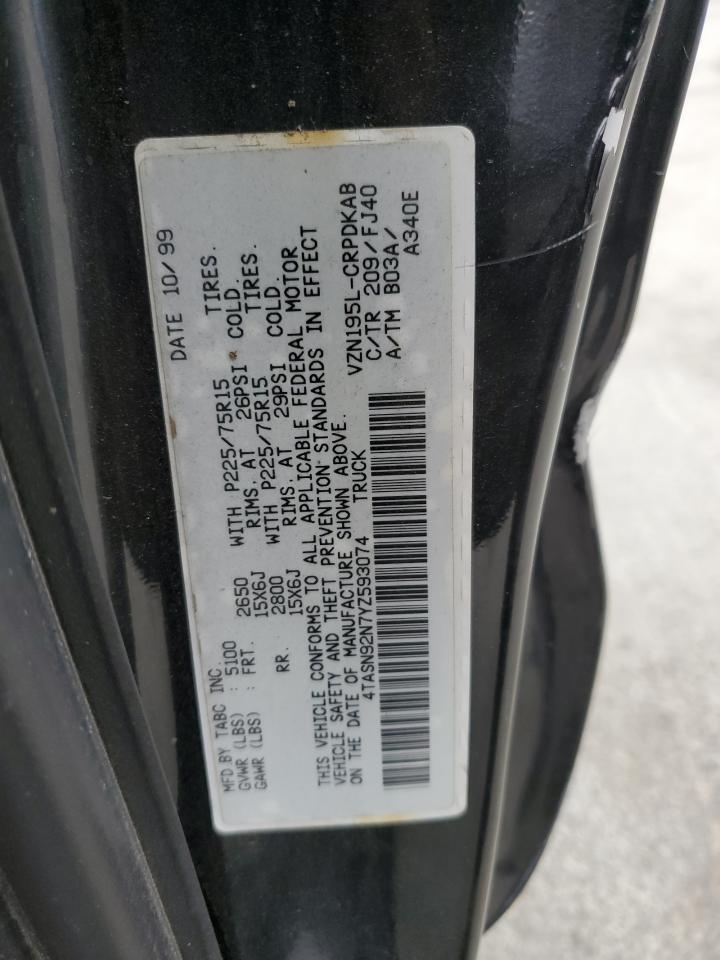 MFD.BY TABC INC. DATE 10/99
GVWR (LBS) : 5100
GAWR (LBS) : FRT. 2650 WITH P225/75R15 TIRES.
15X6J RIMS, AT 26PSI COLD.
RR. 2800 WITH P225/75R15 TIRES.
15X6J RIMS, AT 29PSI COLD.
THIS VEHICLE CONFORMS TO ALL APPLICABLE FEDERAL MOTOR
VEHICLE SAFETY AND THEFT PREVENTION STANDARDS IN EFFECT
ON THE DATE OF MANUFACTURE SHOWN ABOVE.
4TASN92N7YZ593074 TRUCK
VZN195L-CRPDKAB
C/TR 209/FJ40
A/TM B03A/
A340E